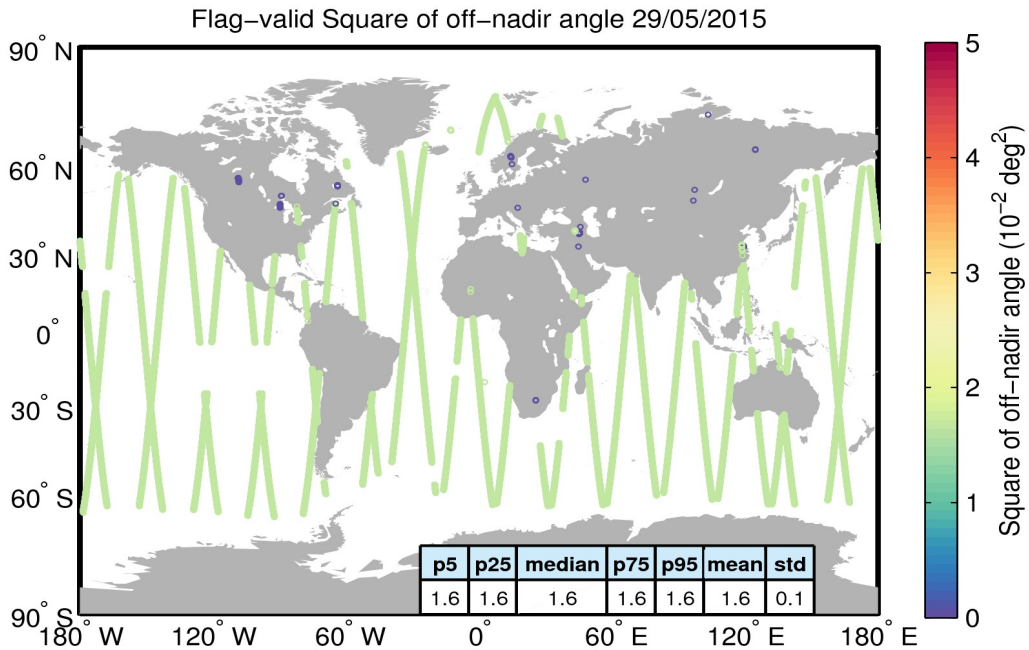 Flag−valid Square of off−nadir angle 29/05/2015
90° N
60° N
30° N
0°
30° S
60° S
90° S
180° W
120° W
60° W
0°
60° E
120° E
180° E
p5 p25 median p75 p95 mean std
1.6 1.6 1.6 1.6 1.6 1.6 0.1
5
4
3
2
1
0
Square of off−nadir angle (10⁻² deg²)